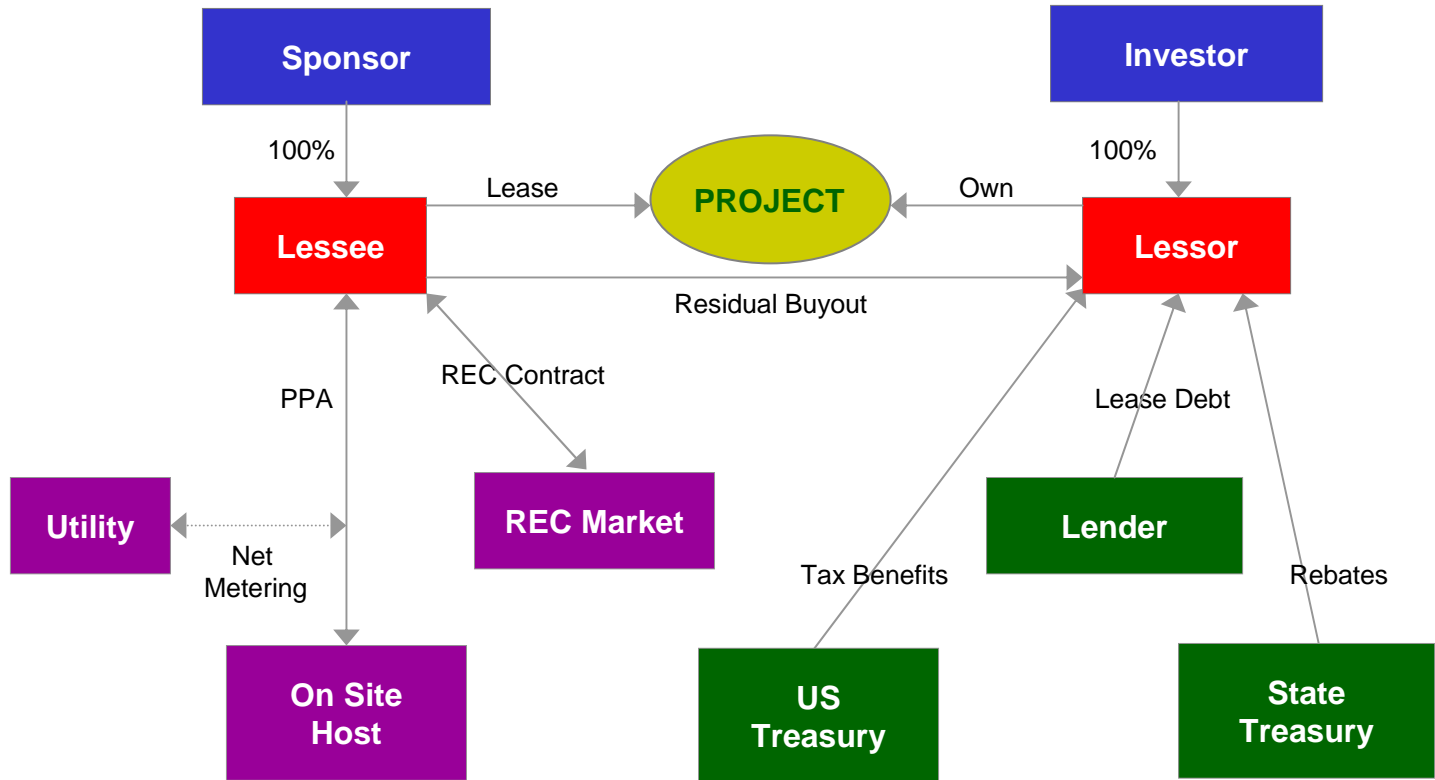 Sponsor
Investor
100%
100%
Lease
PROJECT
Own
Lessee
Lessor
Residual Buyout
REC Contract
PPA
Lease Debt
Utility
REC Market
Lender
Net
Metering
Tax Benefits
Rebates
On Site
Host
US
Treasury
State
Treasury